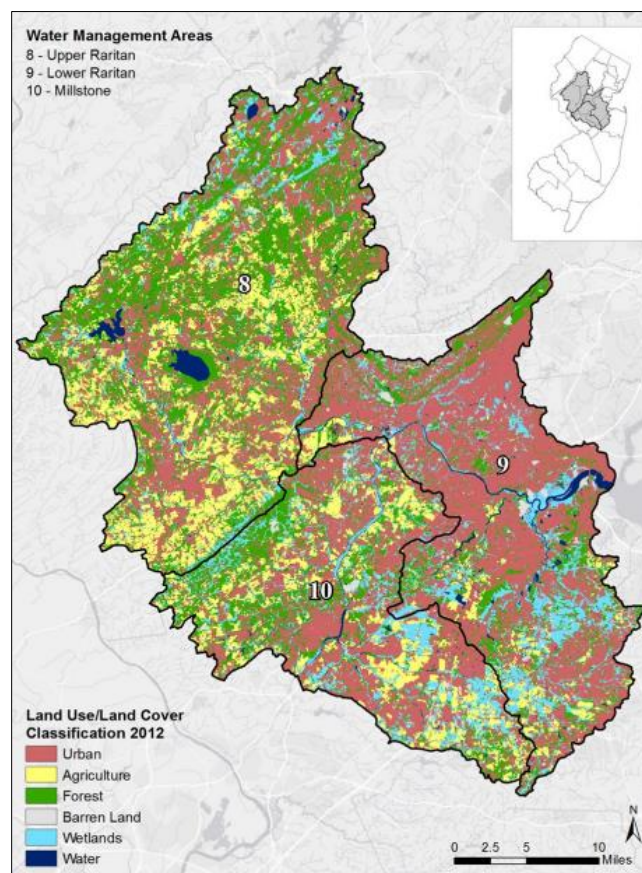 Water Management Areas
8 - Upper Raritan
9 - Lower Raritan
10 - Millstone
8
9
10
Land Use/Land Cover
Classification 2012
Urban
Agriculture
Forest
Barren Land
Wetlands
Water
N
0 2.5 5 10
Miles